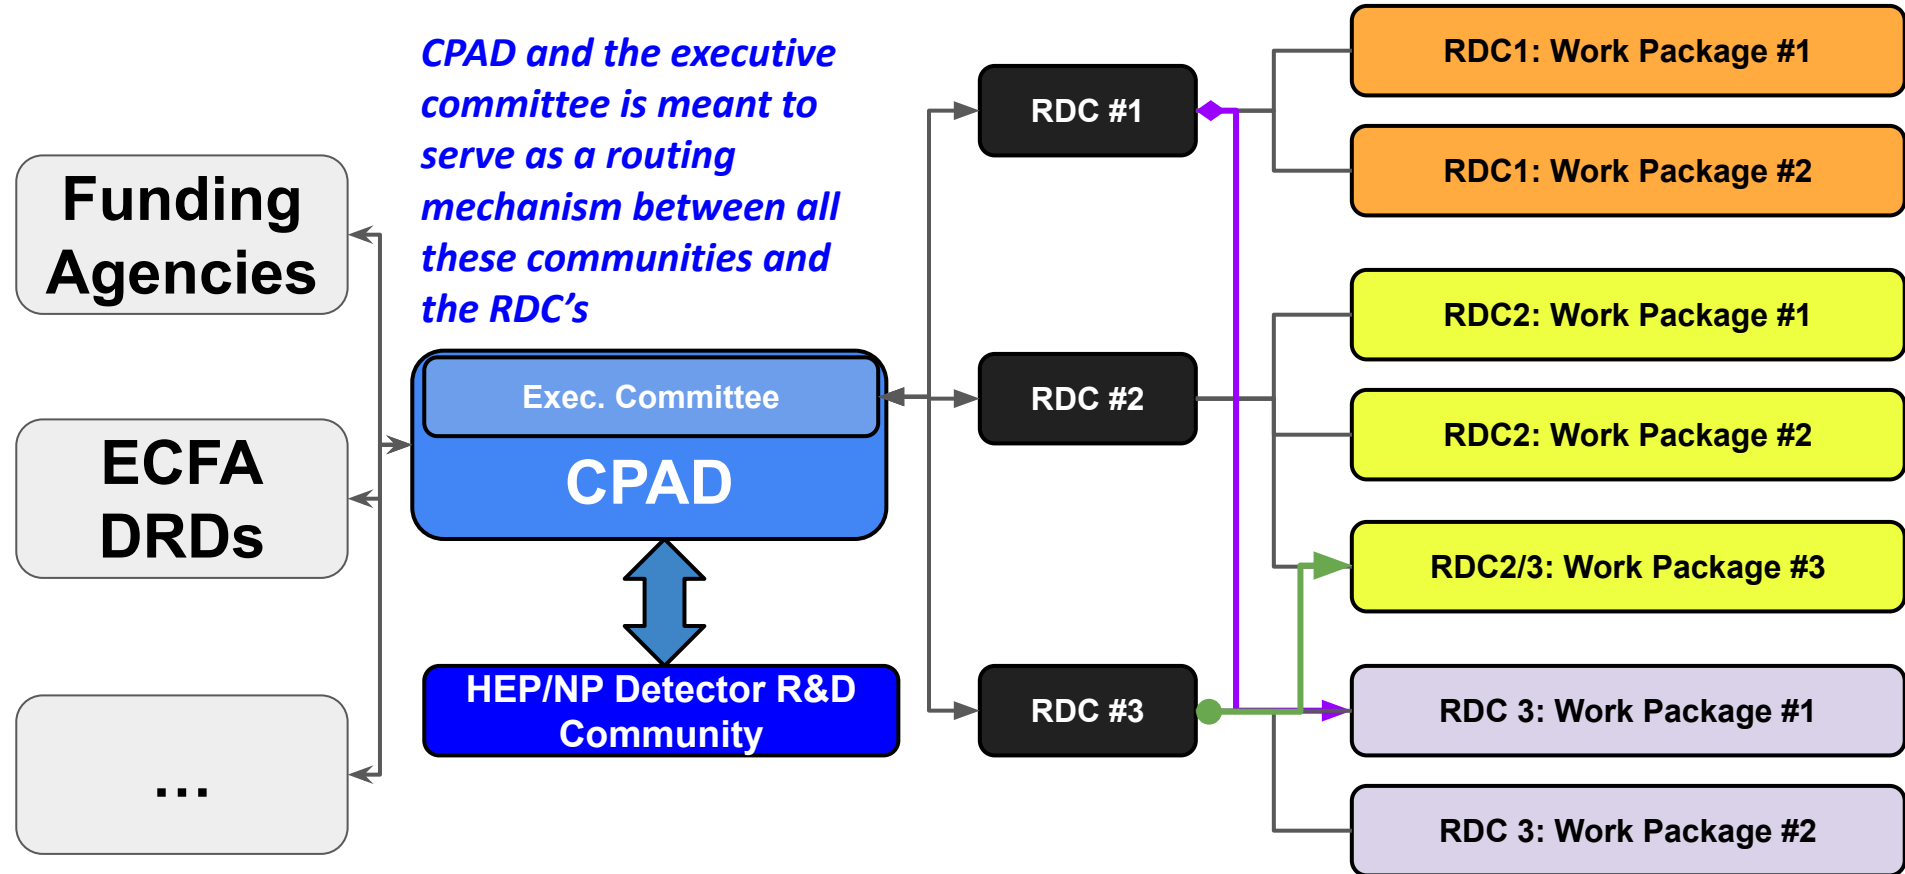 CPAD and the executive
committee is meant to
serve as a routing
mechanism between all
these communities and
the RDC’s
Funding
Agencies
ECFA
DRDs
...
Exec. Committee
CPAD
HEP/NP Detector R&D
Community
RDC #1
RDC #2
RDC #3
RDC1: Work Package #1
RDC1: Work Package #2
RDC2: Work Package #1
RDC2: Work Package #2
RDC2/3: Work Package #3
RDC 3: Work Package #1
RDC 3: Work Package #2